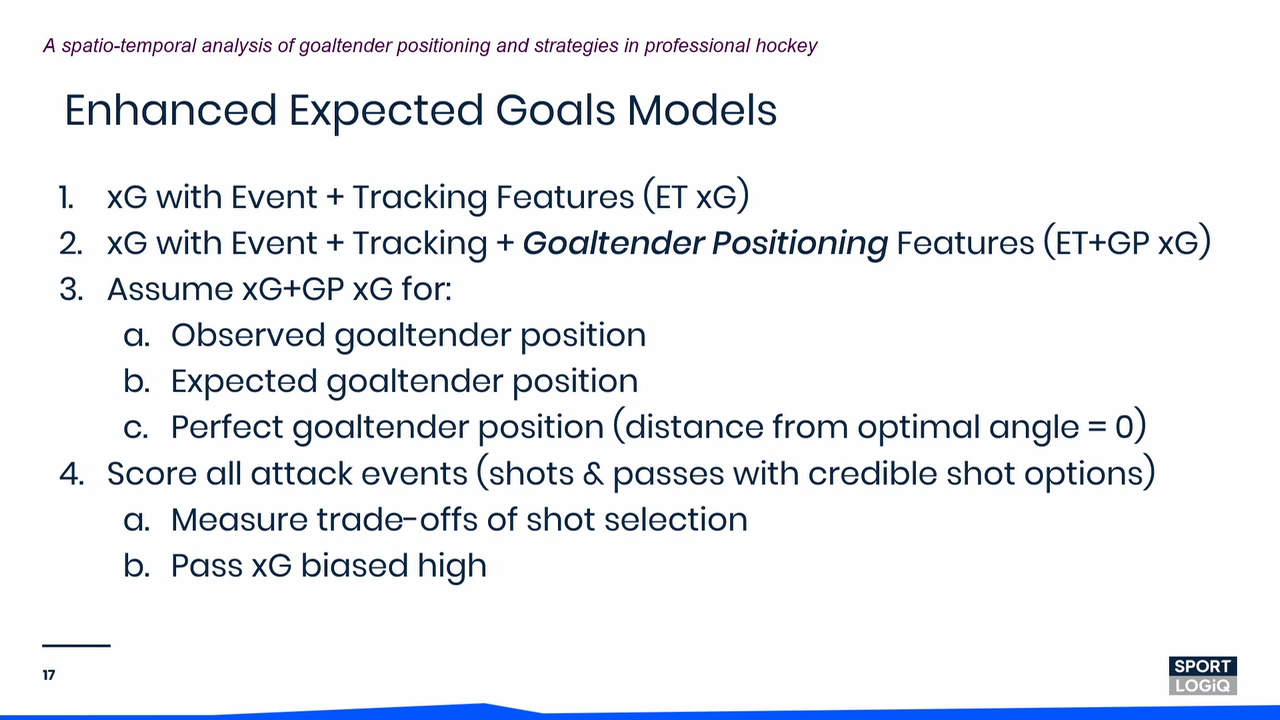 A spatio-temporal analysis of goaltender positioning and strategies in professional hockey
Enhanced Expected Goals Models
1. xG with Event + Tracking Features (ET xG)
2. xG with Event + Tracking + Goaltender Positioning Features (ET+GP xG)
3. Assume xG+GP xG for:
a. Observed goaltender position
b. Expected goaltender position
c. Perfect goaltender position (distance from optimal angle = 0)
4. Score all attack events (shots & passes with credible shot options)
a. Measure trade-offs of shot selection
b. Pass xG biased high
17
SPORT
LOGiQ